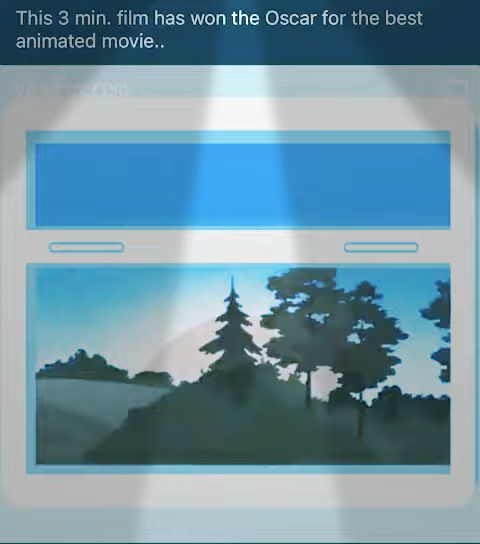 This 3 min. film has won the Oscar for the best
animated movie..